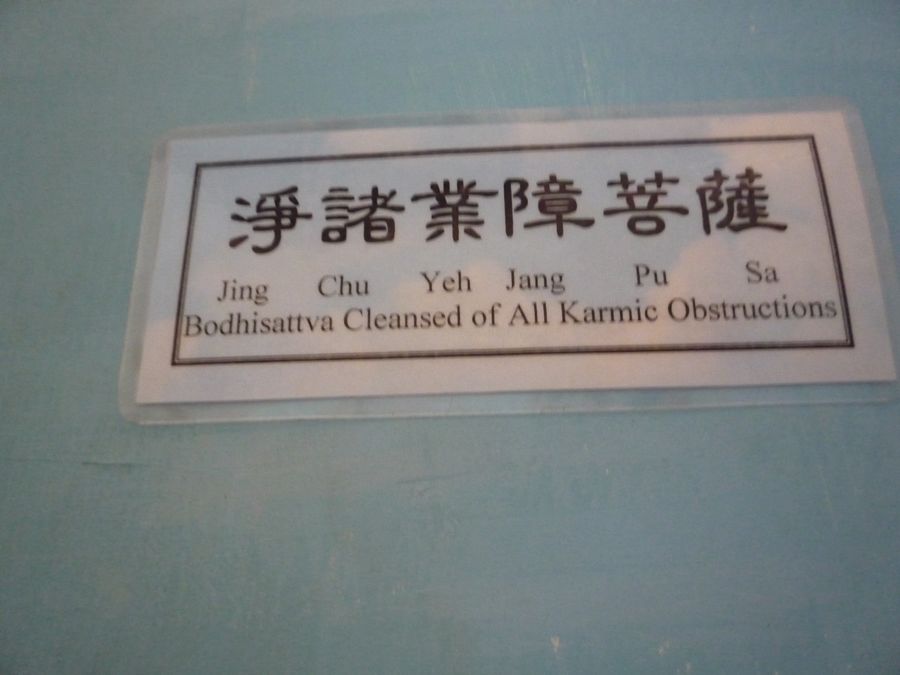 淨諸業障菩薩
Jing Chu Yeh Jang Pu Sa
Bodhisattva Cleansed of All Karmic Obstructions